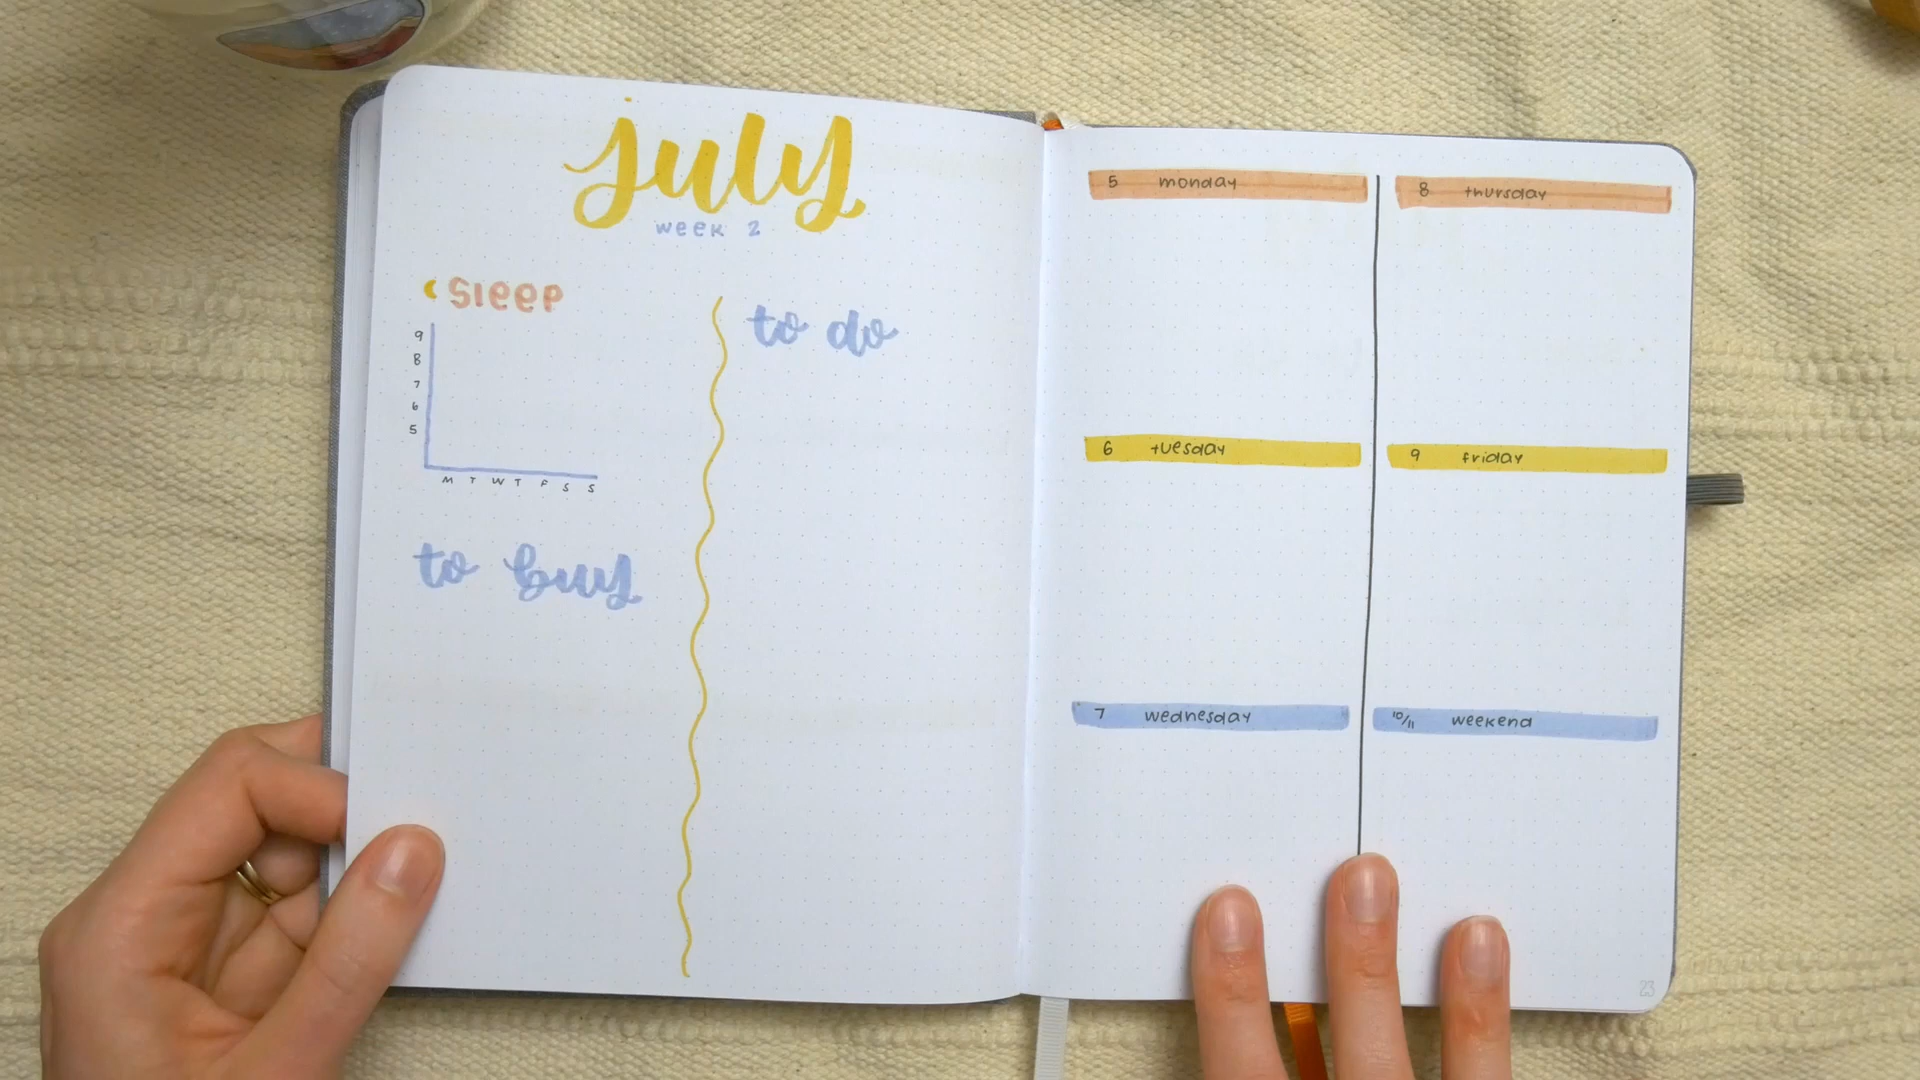 july
week 2
sleep
9
8
7
6
5
M T W T F S S
to buy
to do
5 monday
6 tuesday
7 wednesday
8 thursday
9 friday
10/11 weekend
23